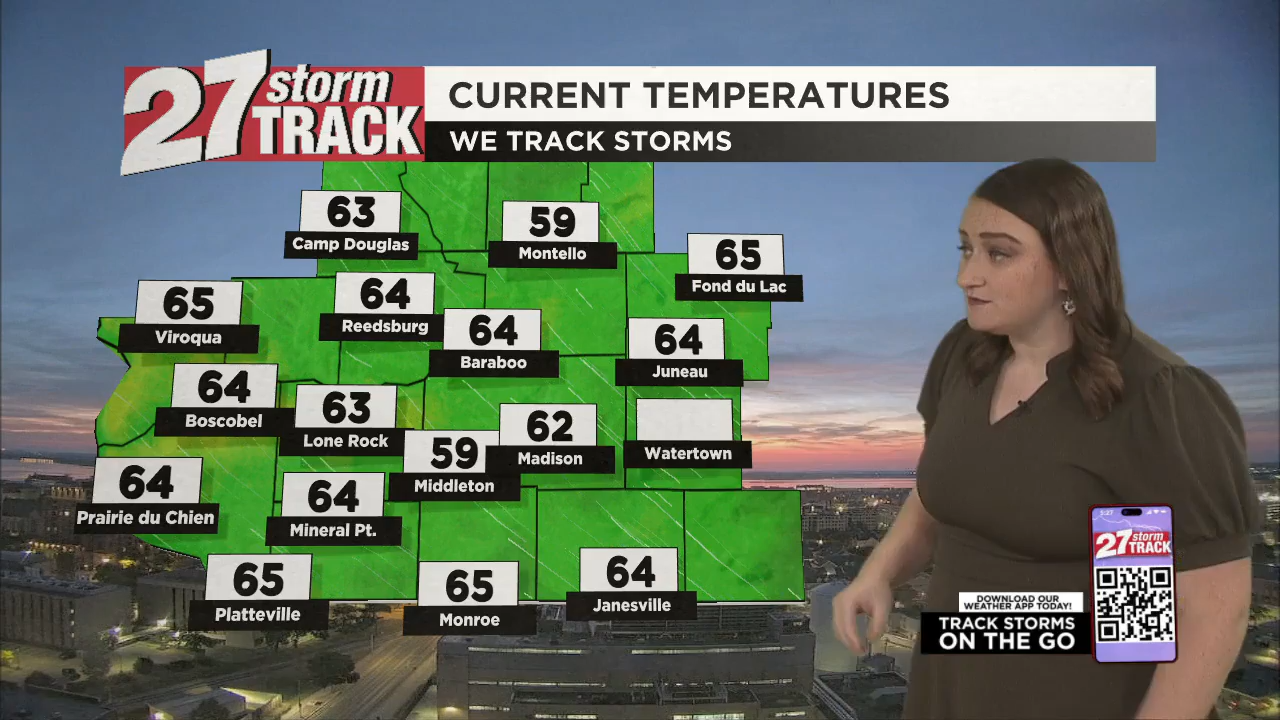 27 storm
TRACK
CURRENT TEMPERATURES
WE TRACK STORMS
63
Camp Douglas
59
Montello
65
Fond du Lac
65
Viroqua
64
Reedsburg
64
Baraboo
64
Juneau
64
Boscobel
63
Lone Rock
59
Middleton
62
Madison
Watertown
64
Prairie du Chien
64
Mineral Pt.
65
Platteville
65
Monroe
64
Janesville
3:27
27 storm
TRACK
DOWNLOAD OUR
WEATHER APP TODAY!
TRACK STORMS
ON THE GO